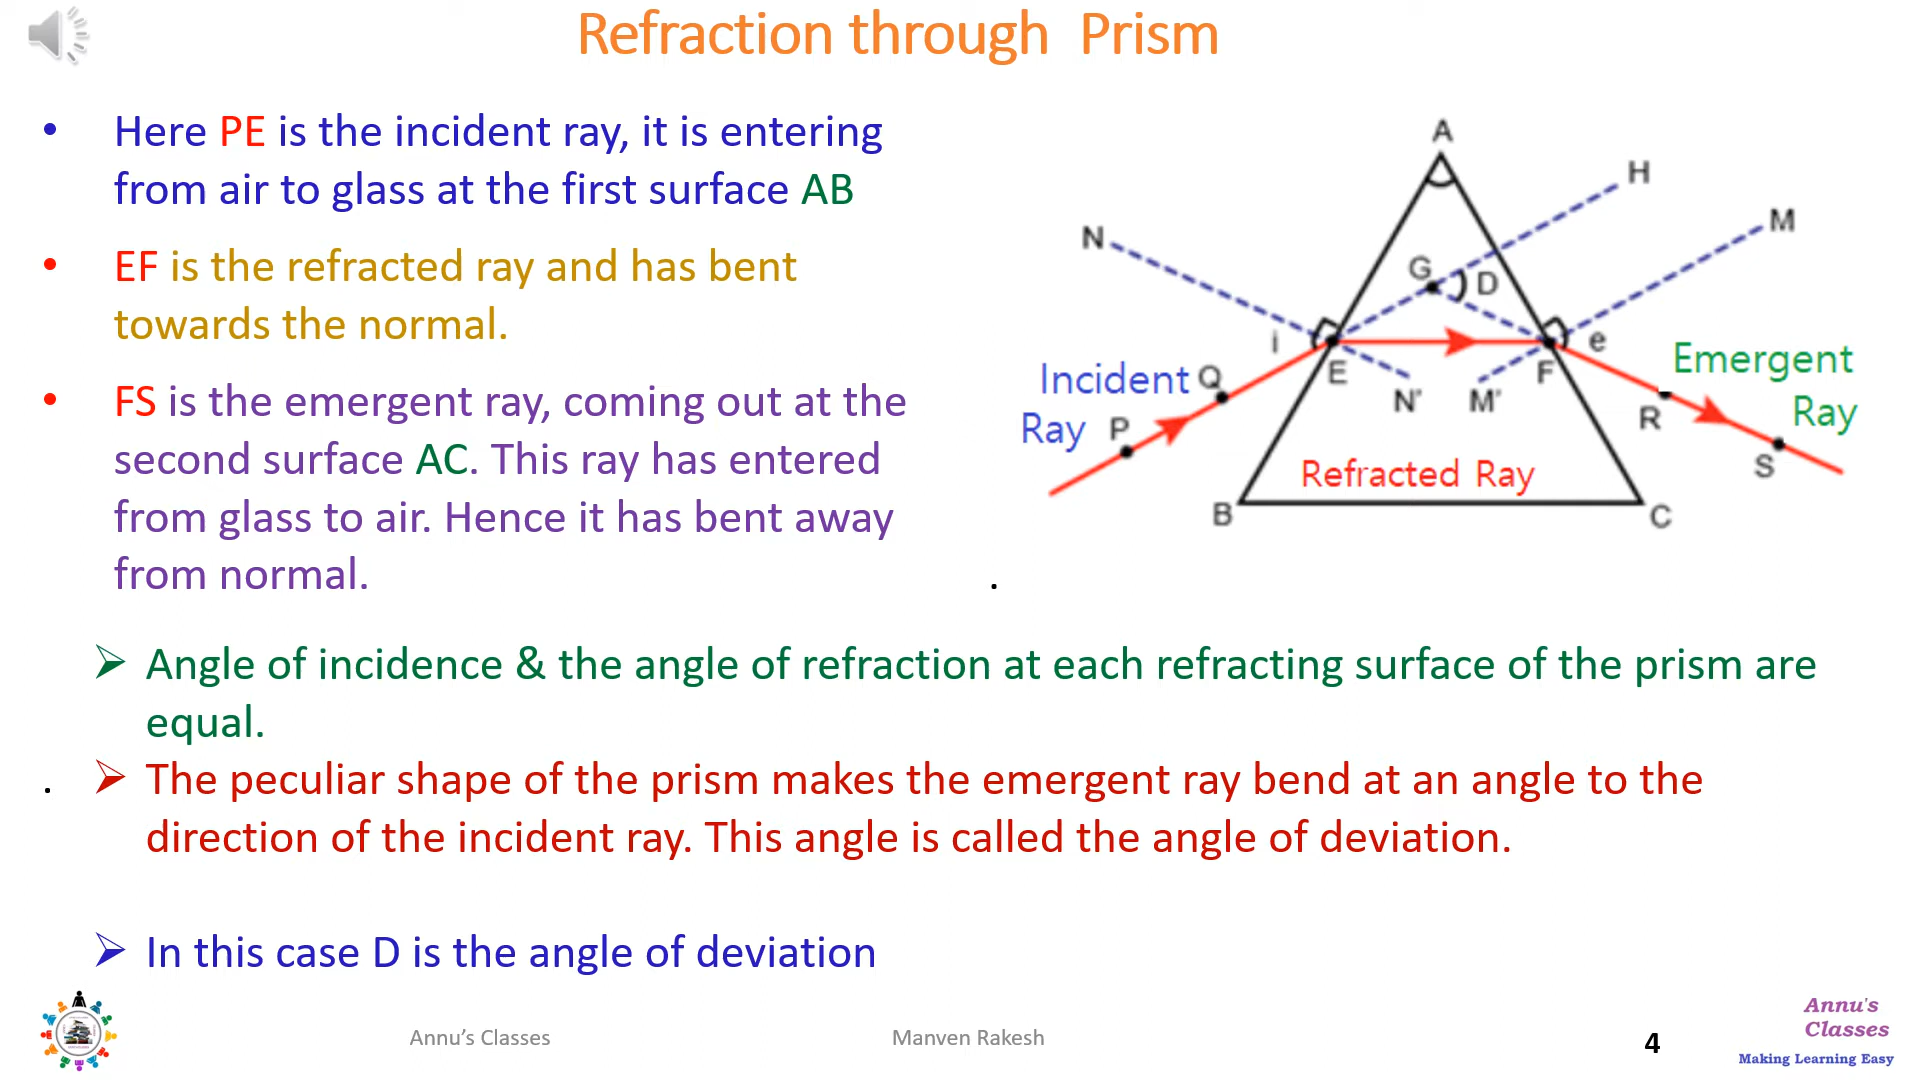 Refraction through Prism
• Here PE is the incident ray, it is entering
from air to glass at the first surface AB
• EF is the refracted ray and has bent
towards the normal.
• FS is the emergent ray, coming out at the
second surface AC. This ray has entered
from glass to air. Hence it has bent away
from normal.
A
H
N
M
G
D
i
e
E
F
Incident
Ray
Q
P
N'
M'
Emergent
Ray
R
S
Refracted Ray
B
C
.
➢ Angle of incidence & the angle of refraction at each refracting surface of the prism are
equal.
. ➢ The peculiar shape of the prism makes the emergent ray bend at an angle to the
direction of the incident ray. This angle is called the angle of deviation.
➢ In this case D is the angle of deviation
Annu’s Classes
Manven Rakesh
4
Annu's
Classes
Making Learning Easy